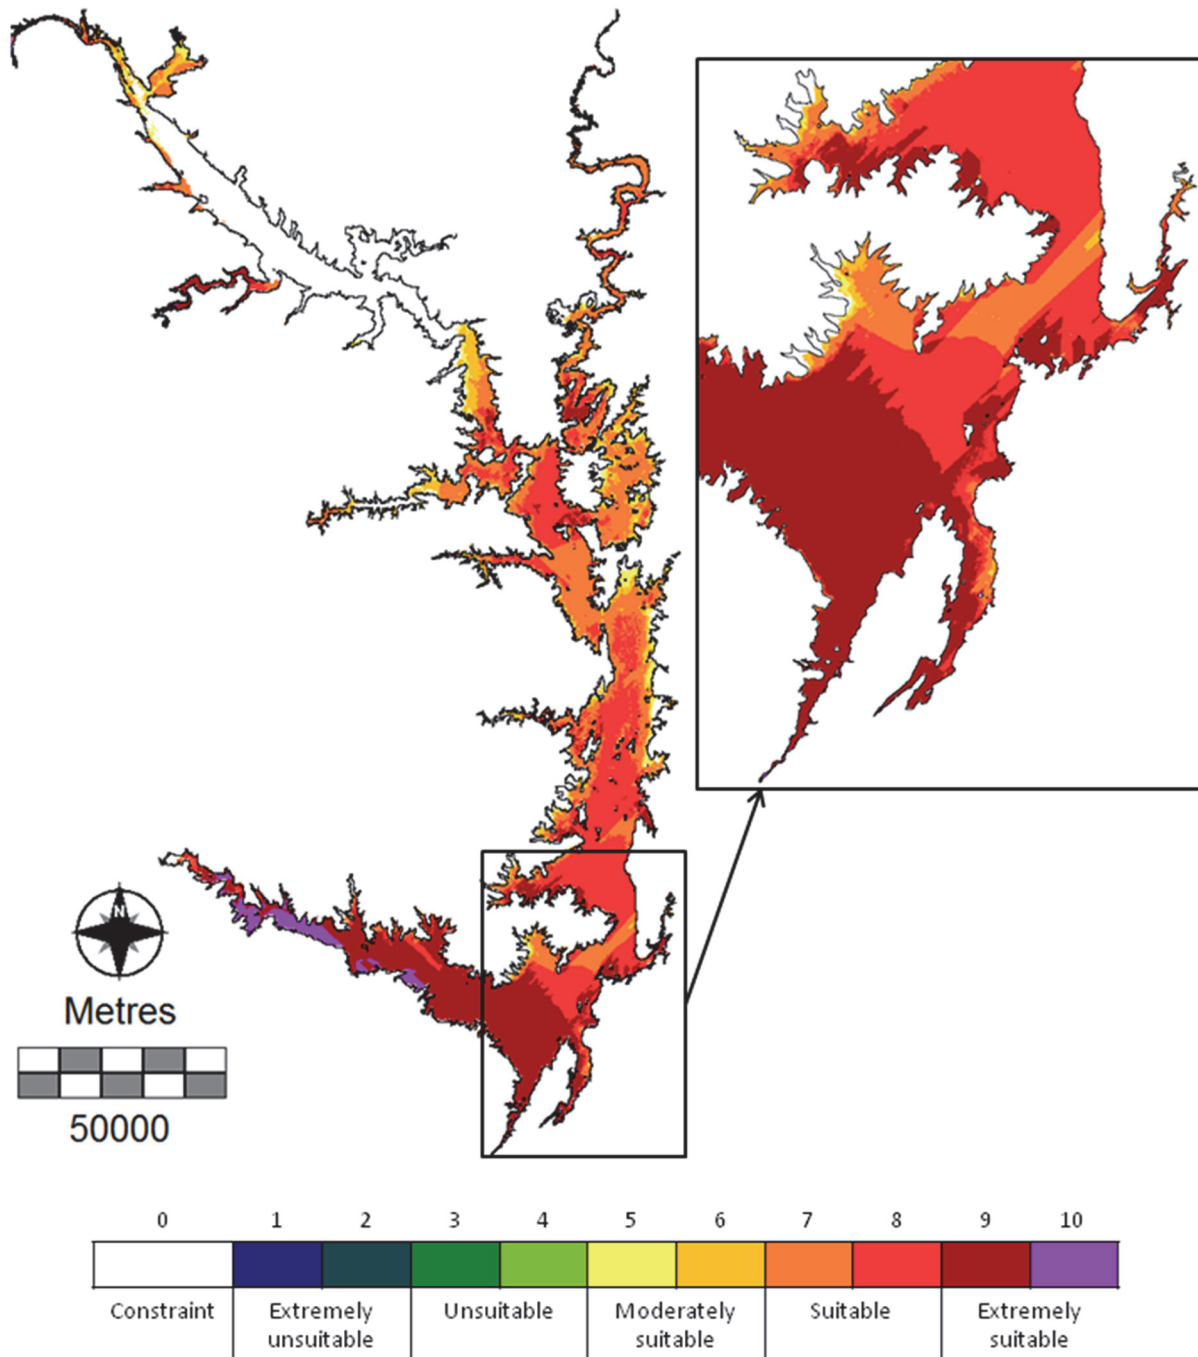 N
Metres
50000
0 1 2 3 4 5 6 7 8 9 10
Constraint Extremely unsuitable Unsuitable Moderately suitable Suitable Extremely suitable